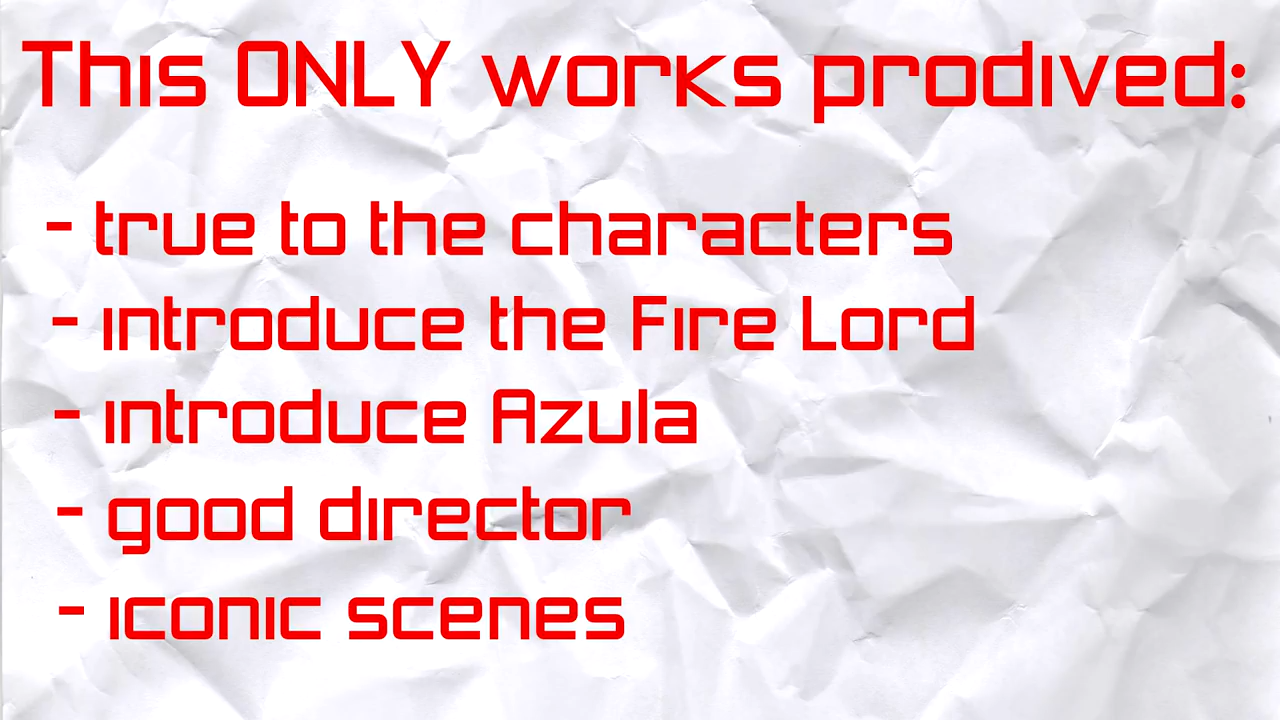 This ONLY works prodived:
- true to the characters
- introduce the Fire Lord
- introduce Azula
- good director
- iconic scenes